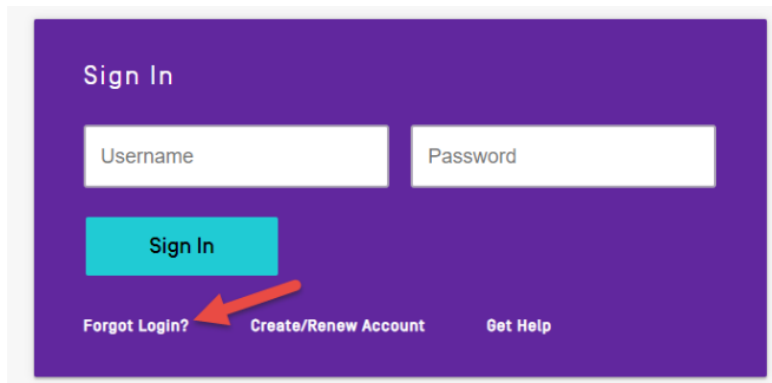 Sign In
Username Password
Sign In
Forgot Login? Create/Renew Account Get Help